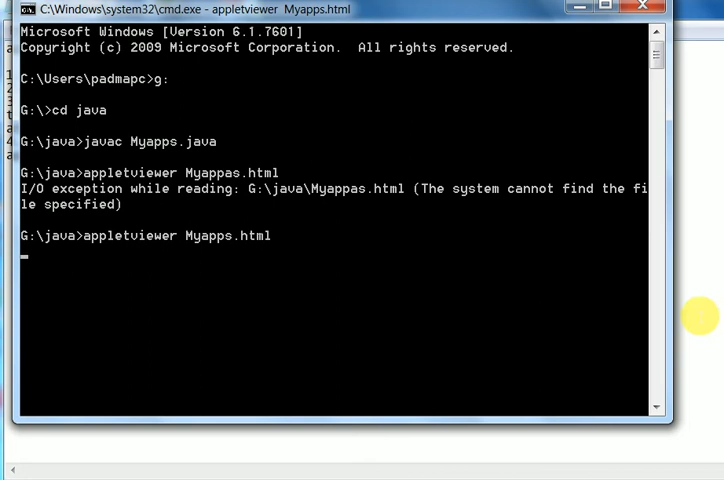 C:\Windows\system32\cmd.exe - appletviewer Myapps.html
Microsoft Windows [Version 6.1.7601]
Copyright (c) 2009 Microsoft Corporation. All rights reserved.
C:\Users\padmapc>g:
G:\>cd java
G:\java>javac Myapps.java
G:\java>appletviewer Myappas.html
I/O exception while reading: G:\java\Myappas.html (The system cannot find the fi
le specified)
G:\java>appletviewer Myapps.html